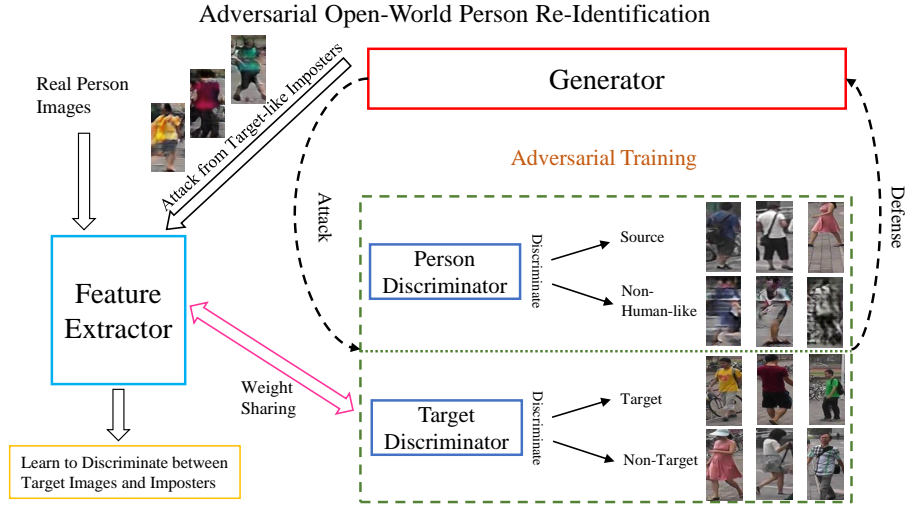 Adversarial Open-World Person Re-Identification
Real Person
Images
Attack from Target-like Imposters
Generator
Adversarial Training
Attack
Defense
Person
Discriminator
Discriminate
Source
Non-
Human-like
Feature
Extractor
Weight
Sharing
Target
Discriminator
Discriminate
Target
Non-Target
Learn to Discriminate between
Target Images and Imposters